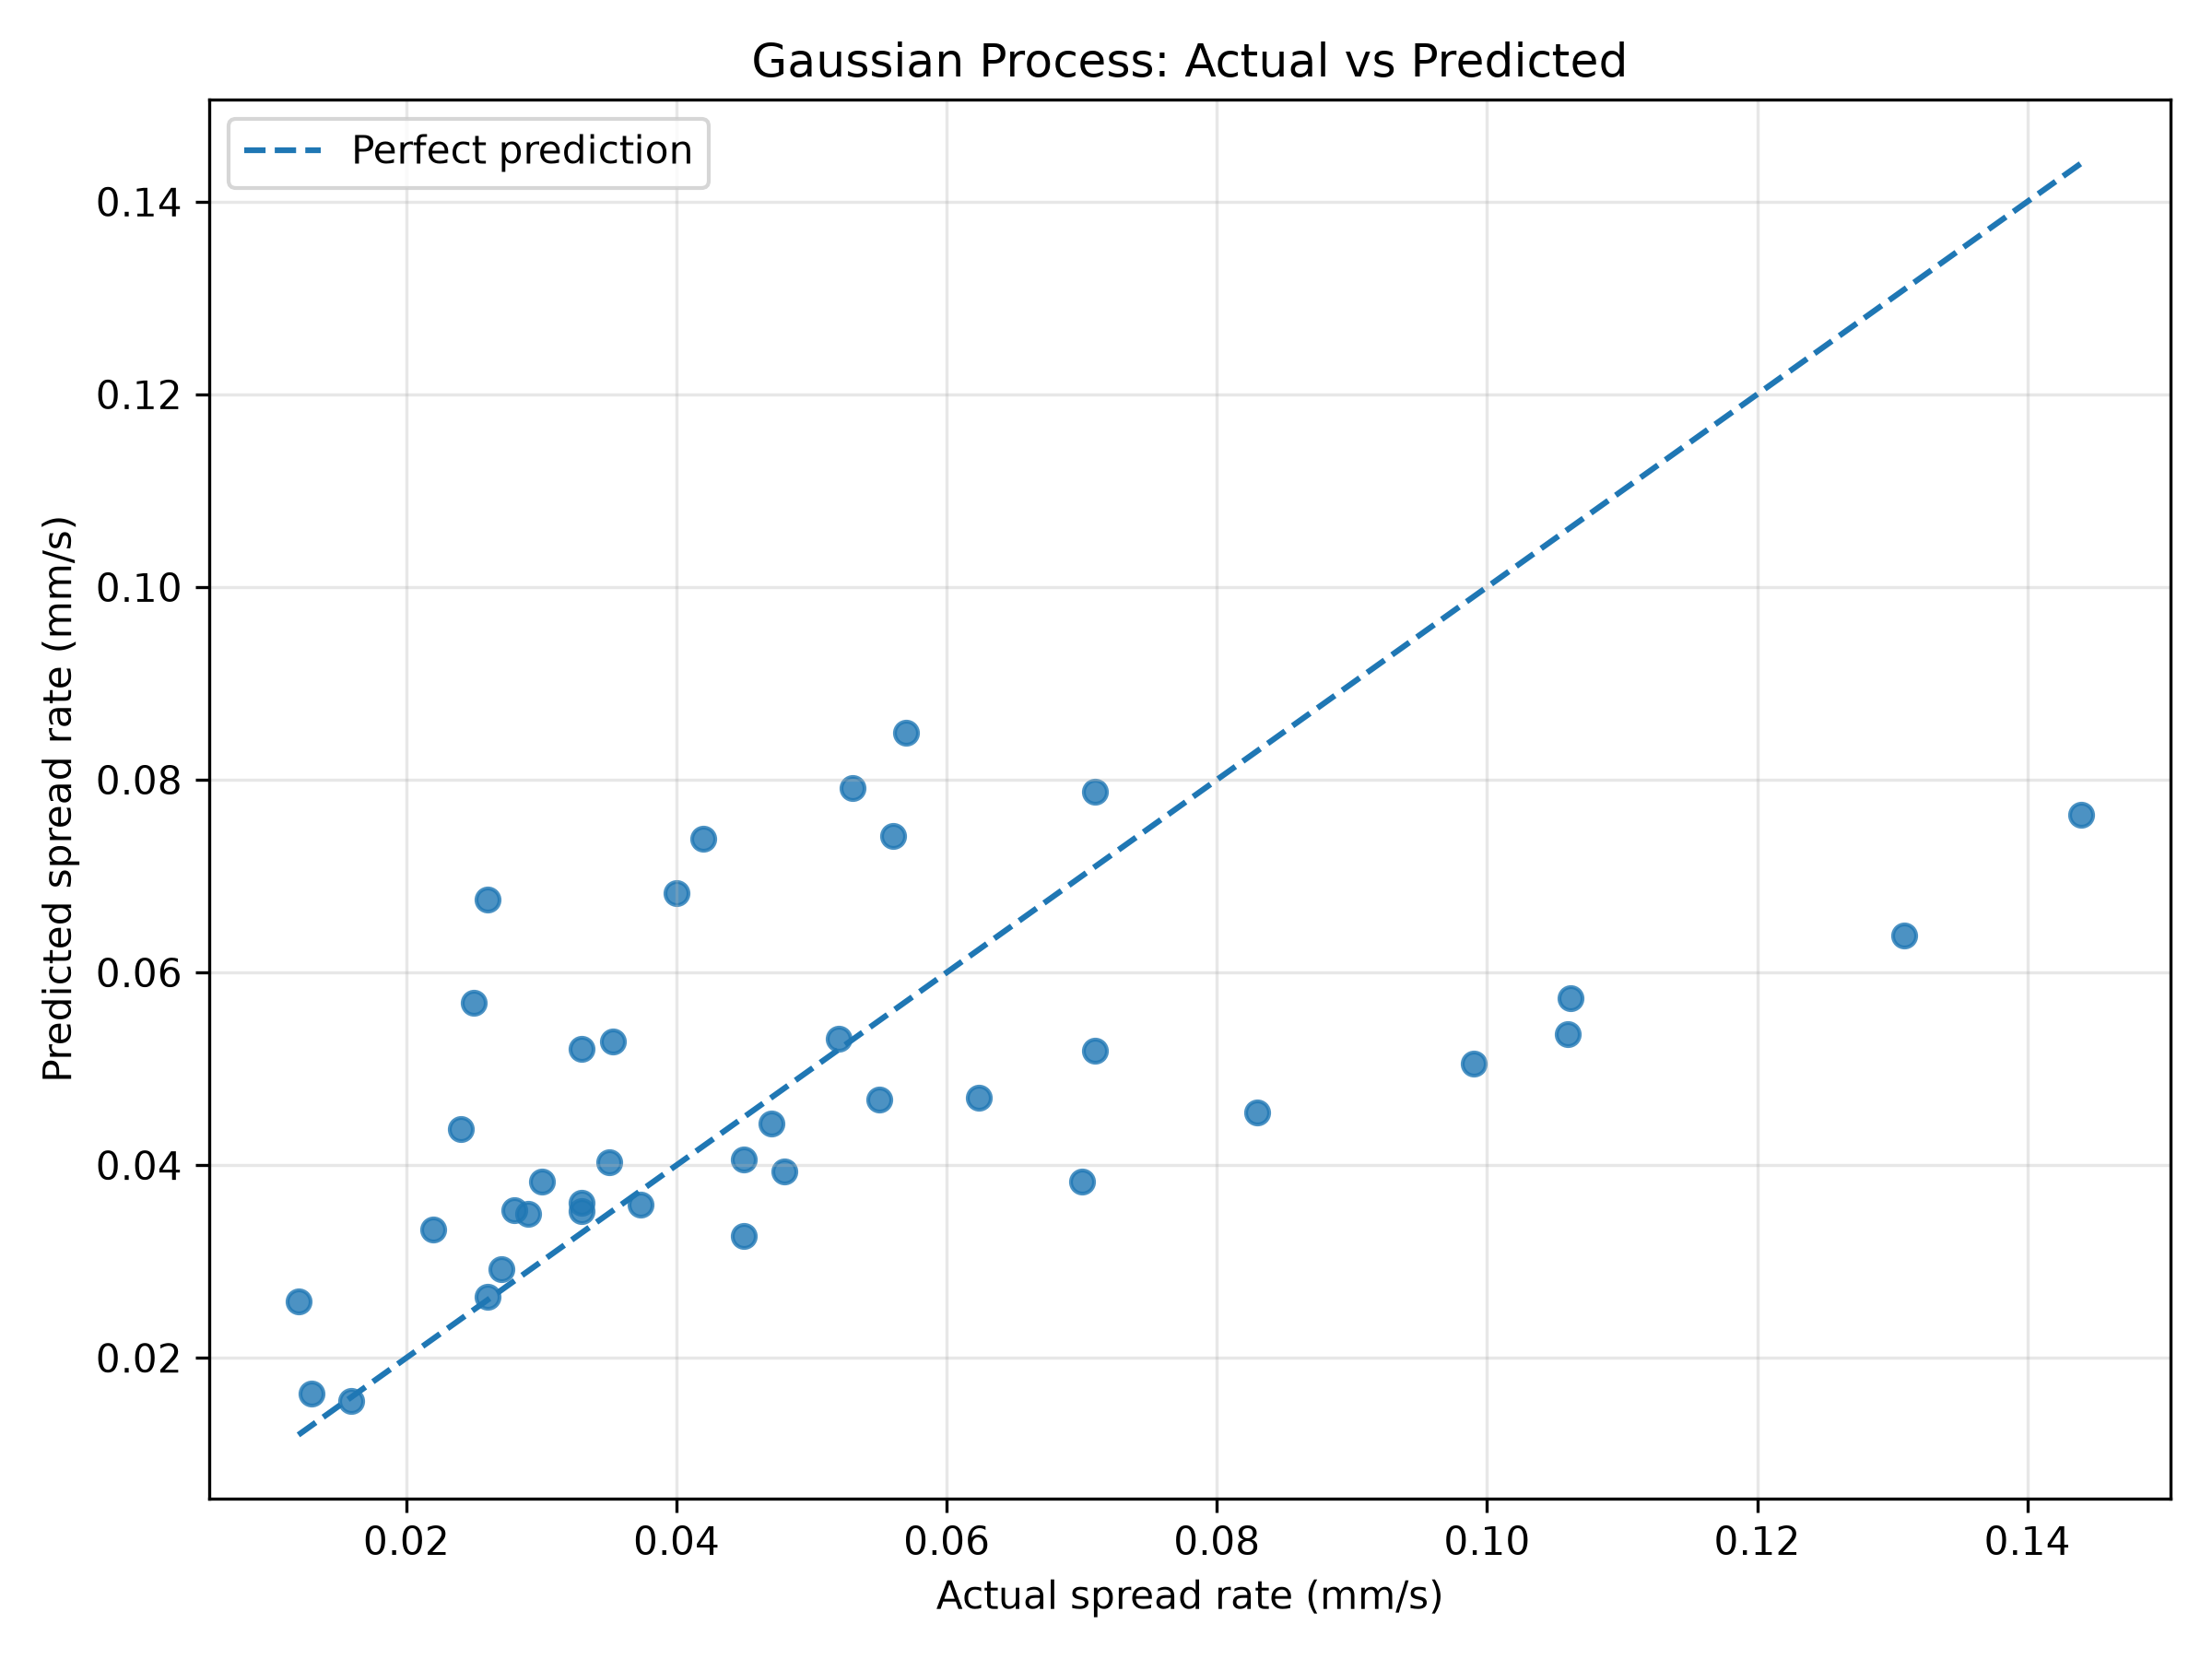 Gaussian Process: Actual vs Predicted
Perfect prediction
0.14
0.12
0.10
0.08
0.06
0.04
0.02
Predicted spread rate (mm/s)
0.02 0.04 0.06 0.08 0.10 0.12 0.14
Actual spread rate (mm/s)